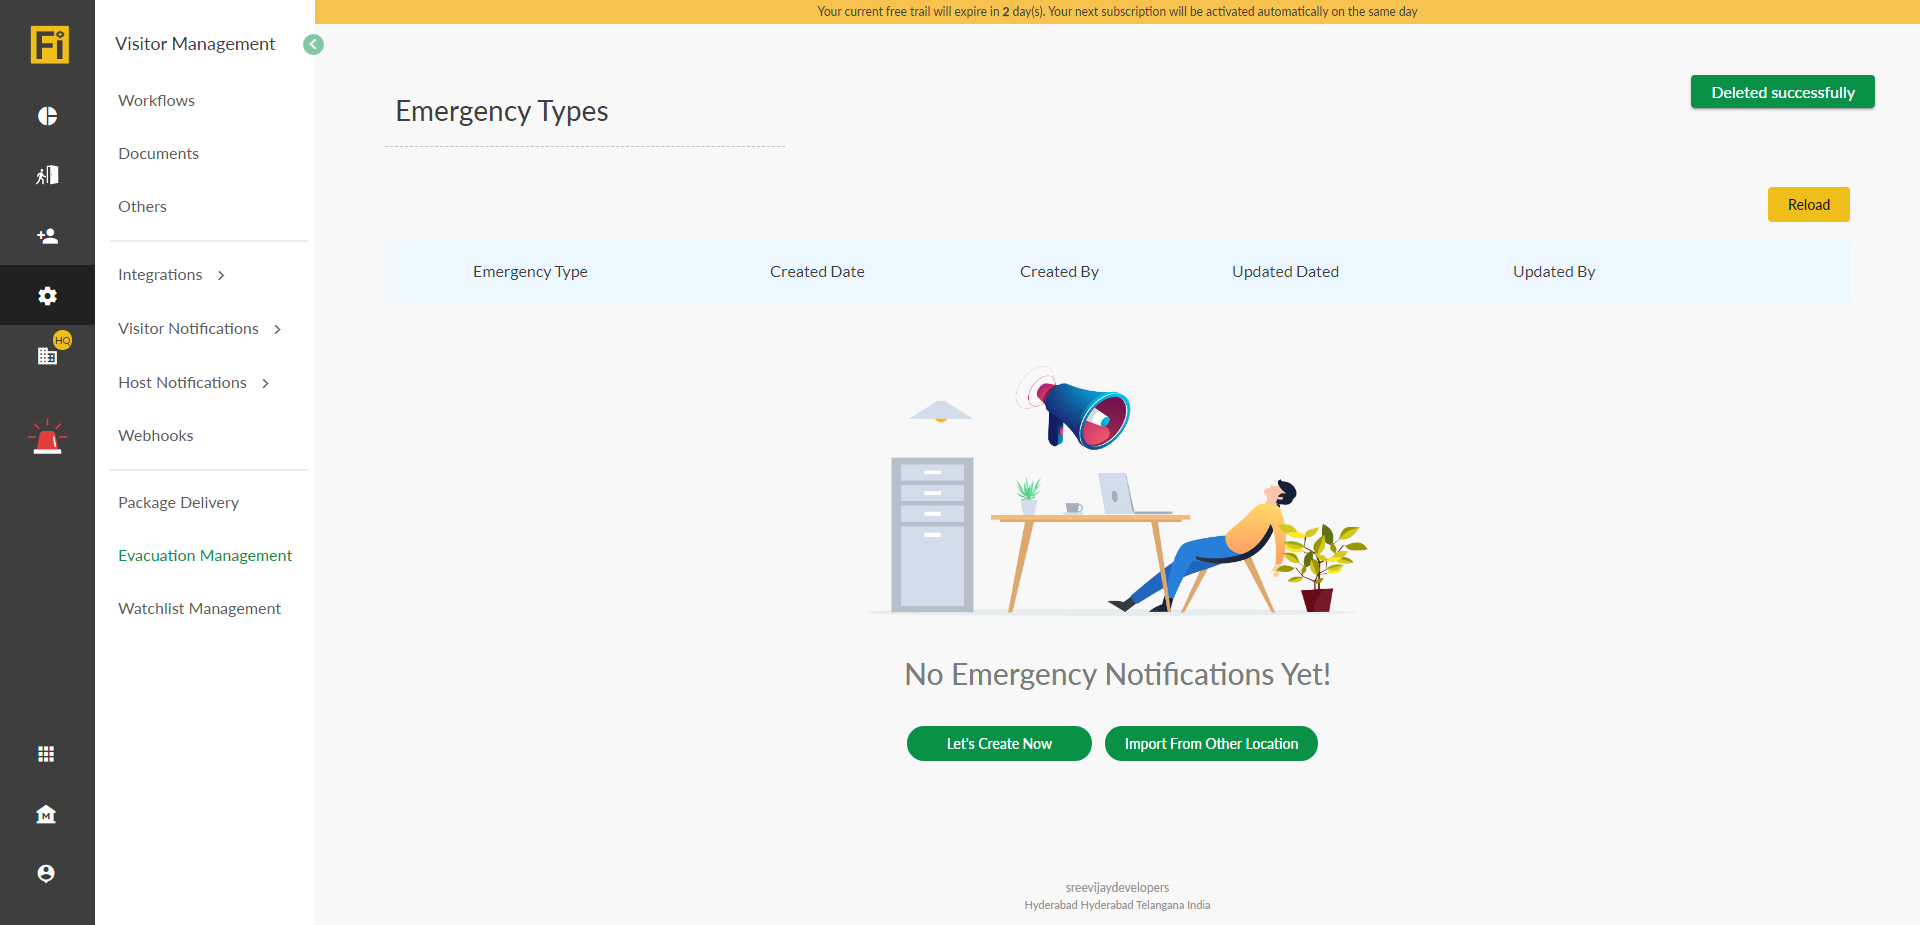 Your current free trail will expire in 2 day(s). Your next subscription will be activated automatically on the same day
Fi
Visitor Management
Workflows
Documents
Others
Integrations
Visitor Notifications
Host Notifications
Webhooks
Package Delivery
Evacuation Management
Watchlist Management
HQ
M
Emergency Types
Deleted successfully
Reload
Emergency Type Created Date Created By Updated Dated Updated By
No Emergency Notifications Yet!
Let's Create Now Import From Other Location
sreevijaydevelopers
Hyderabad Hyderabad Telangana India